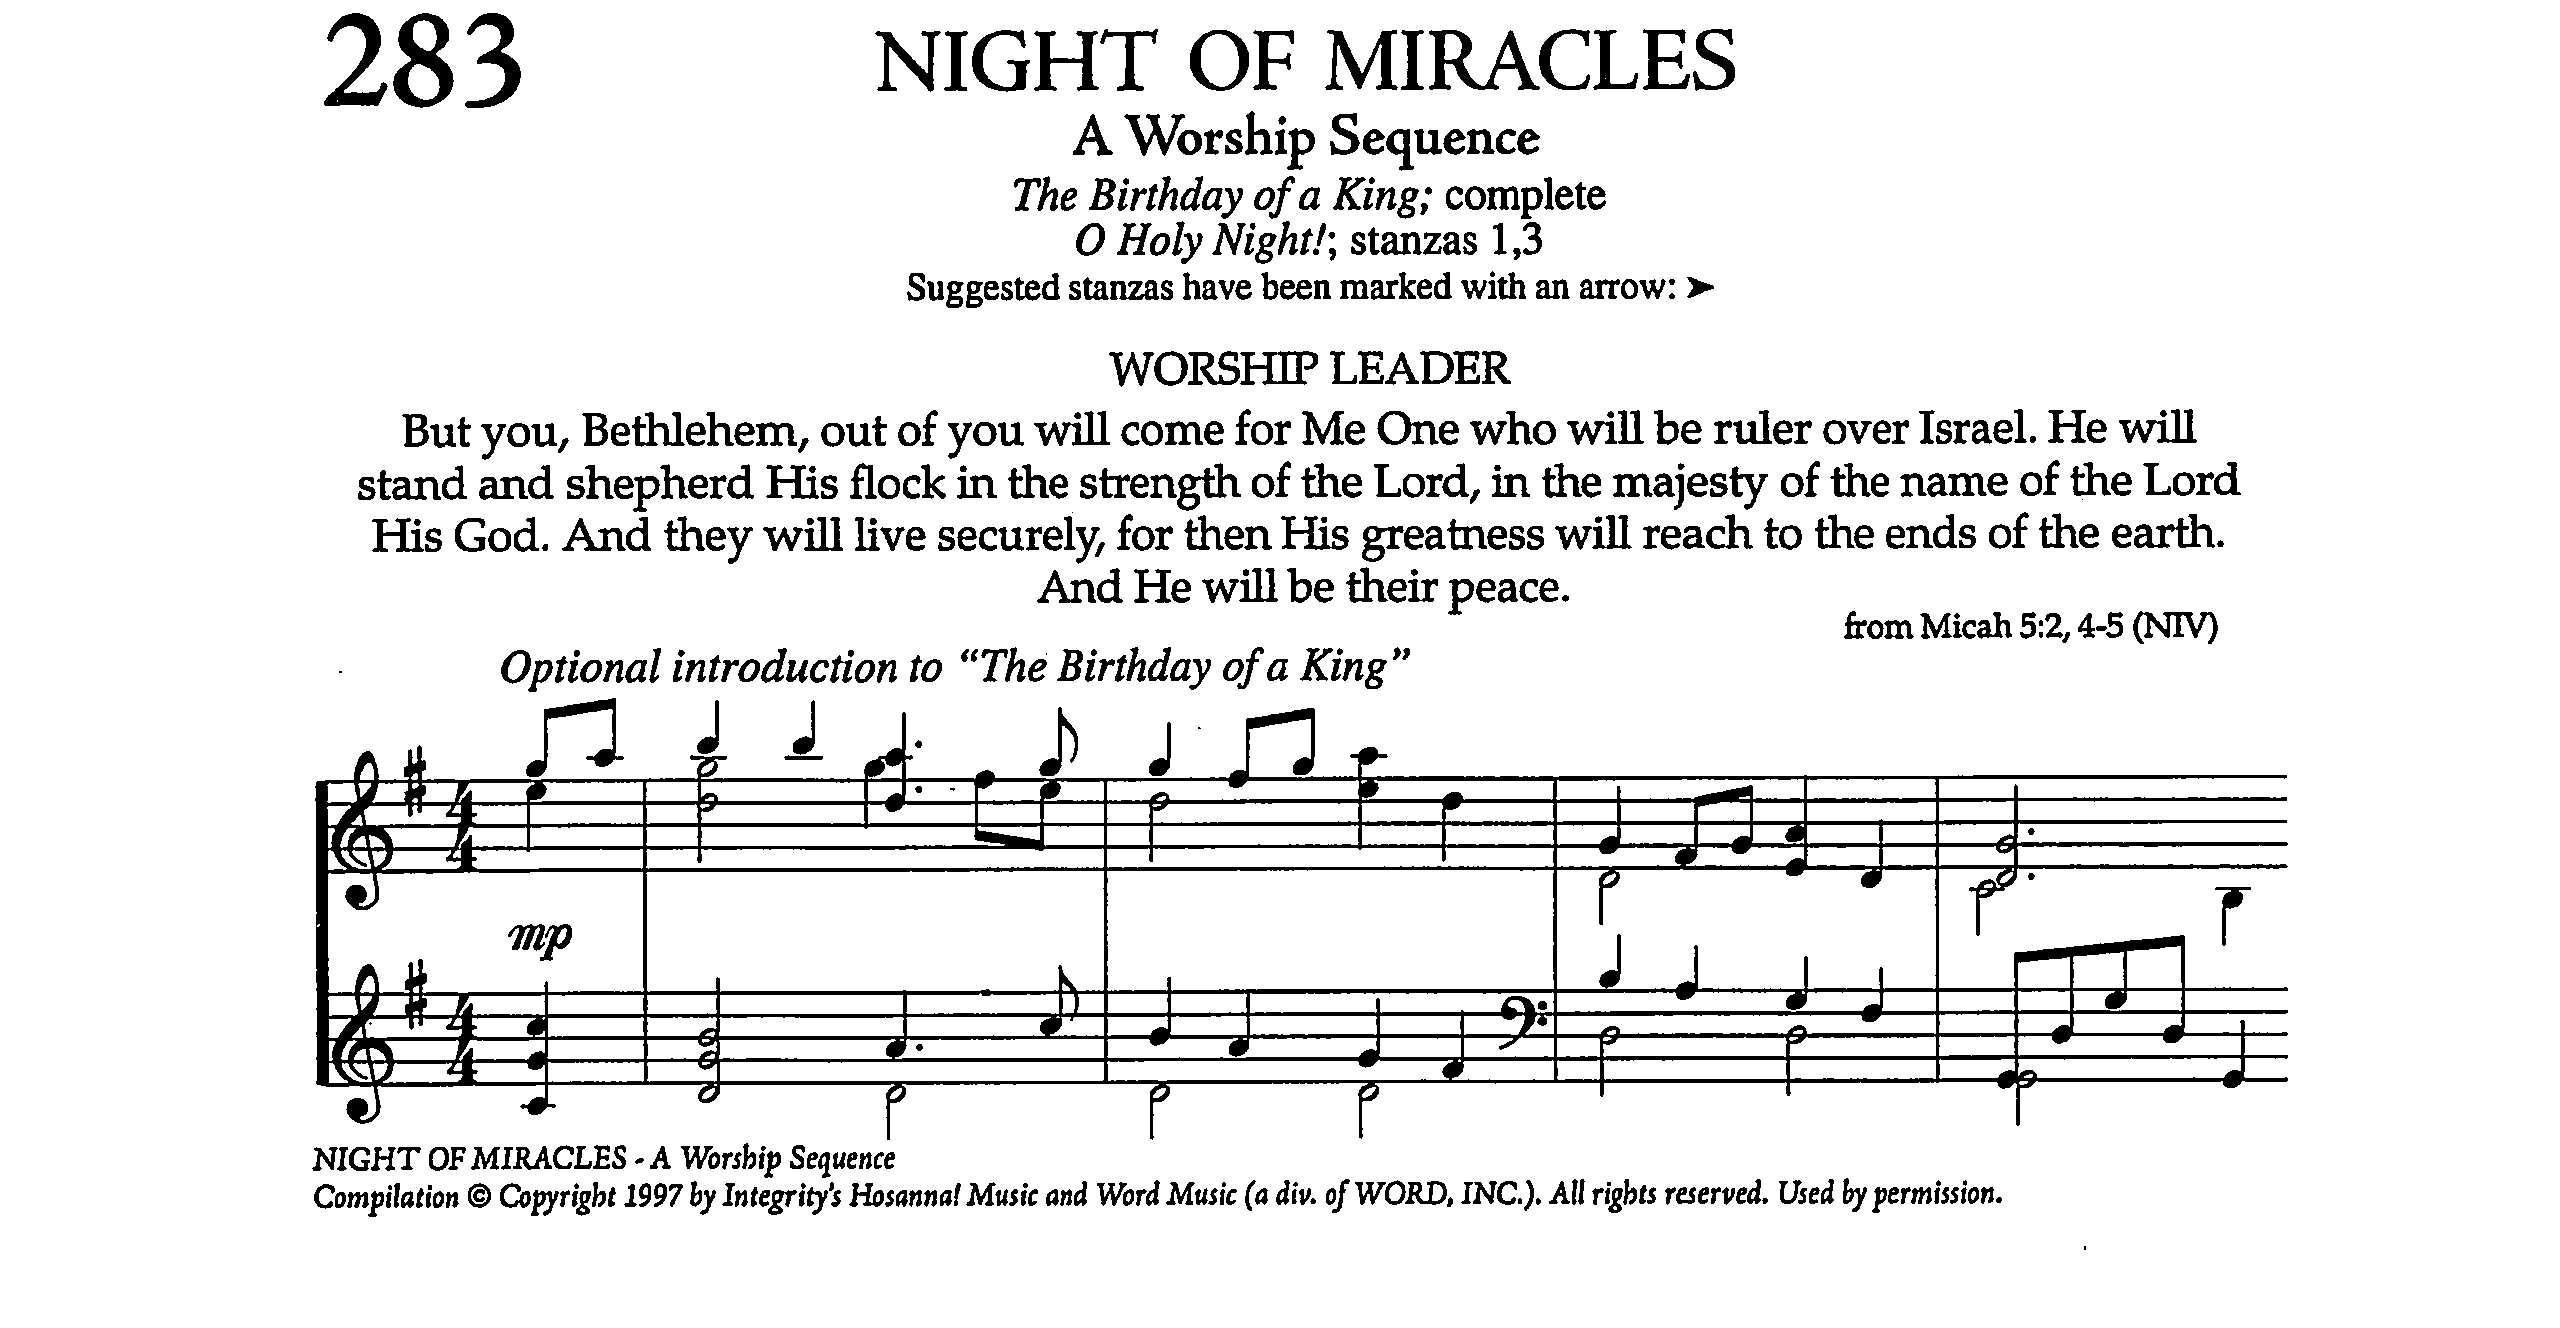 283
NIGHT OF MIRACLES
A Worship Sequence
The Birthday of a King; complete
O Holy Night!; stanzas 1,3
Suggested stanzas have been marked with an arrow: ➤
WORSHIP LEADER
But you, Bethlehem, out of you will come for Me One who will be ruler over Israel. He will
stand and shepherd His flock in the strength of the Lord, in the majesty of the name of the Lord
His God. And they will live securely, for then His greatness will reach to the ends of the earth.
And He will be their peace.
from Micah 5:2, 4-5 (NIV)
Optional introduction to “The Birthday of a King”
4
4
mp
4
4
NIGHT OF MIRACLES - A Worship Sequence
Compilation © Copyright 1997 by Integrity's Hosanna! Music and Word Music (a div. of WORD, INC.). All rights reserved. Used by permission.